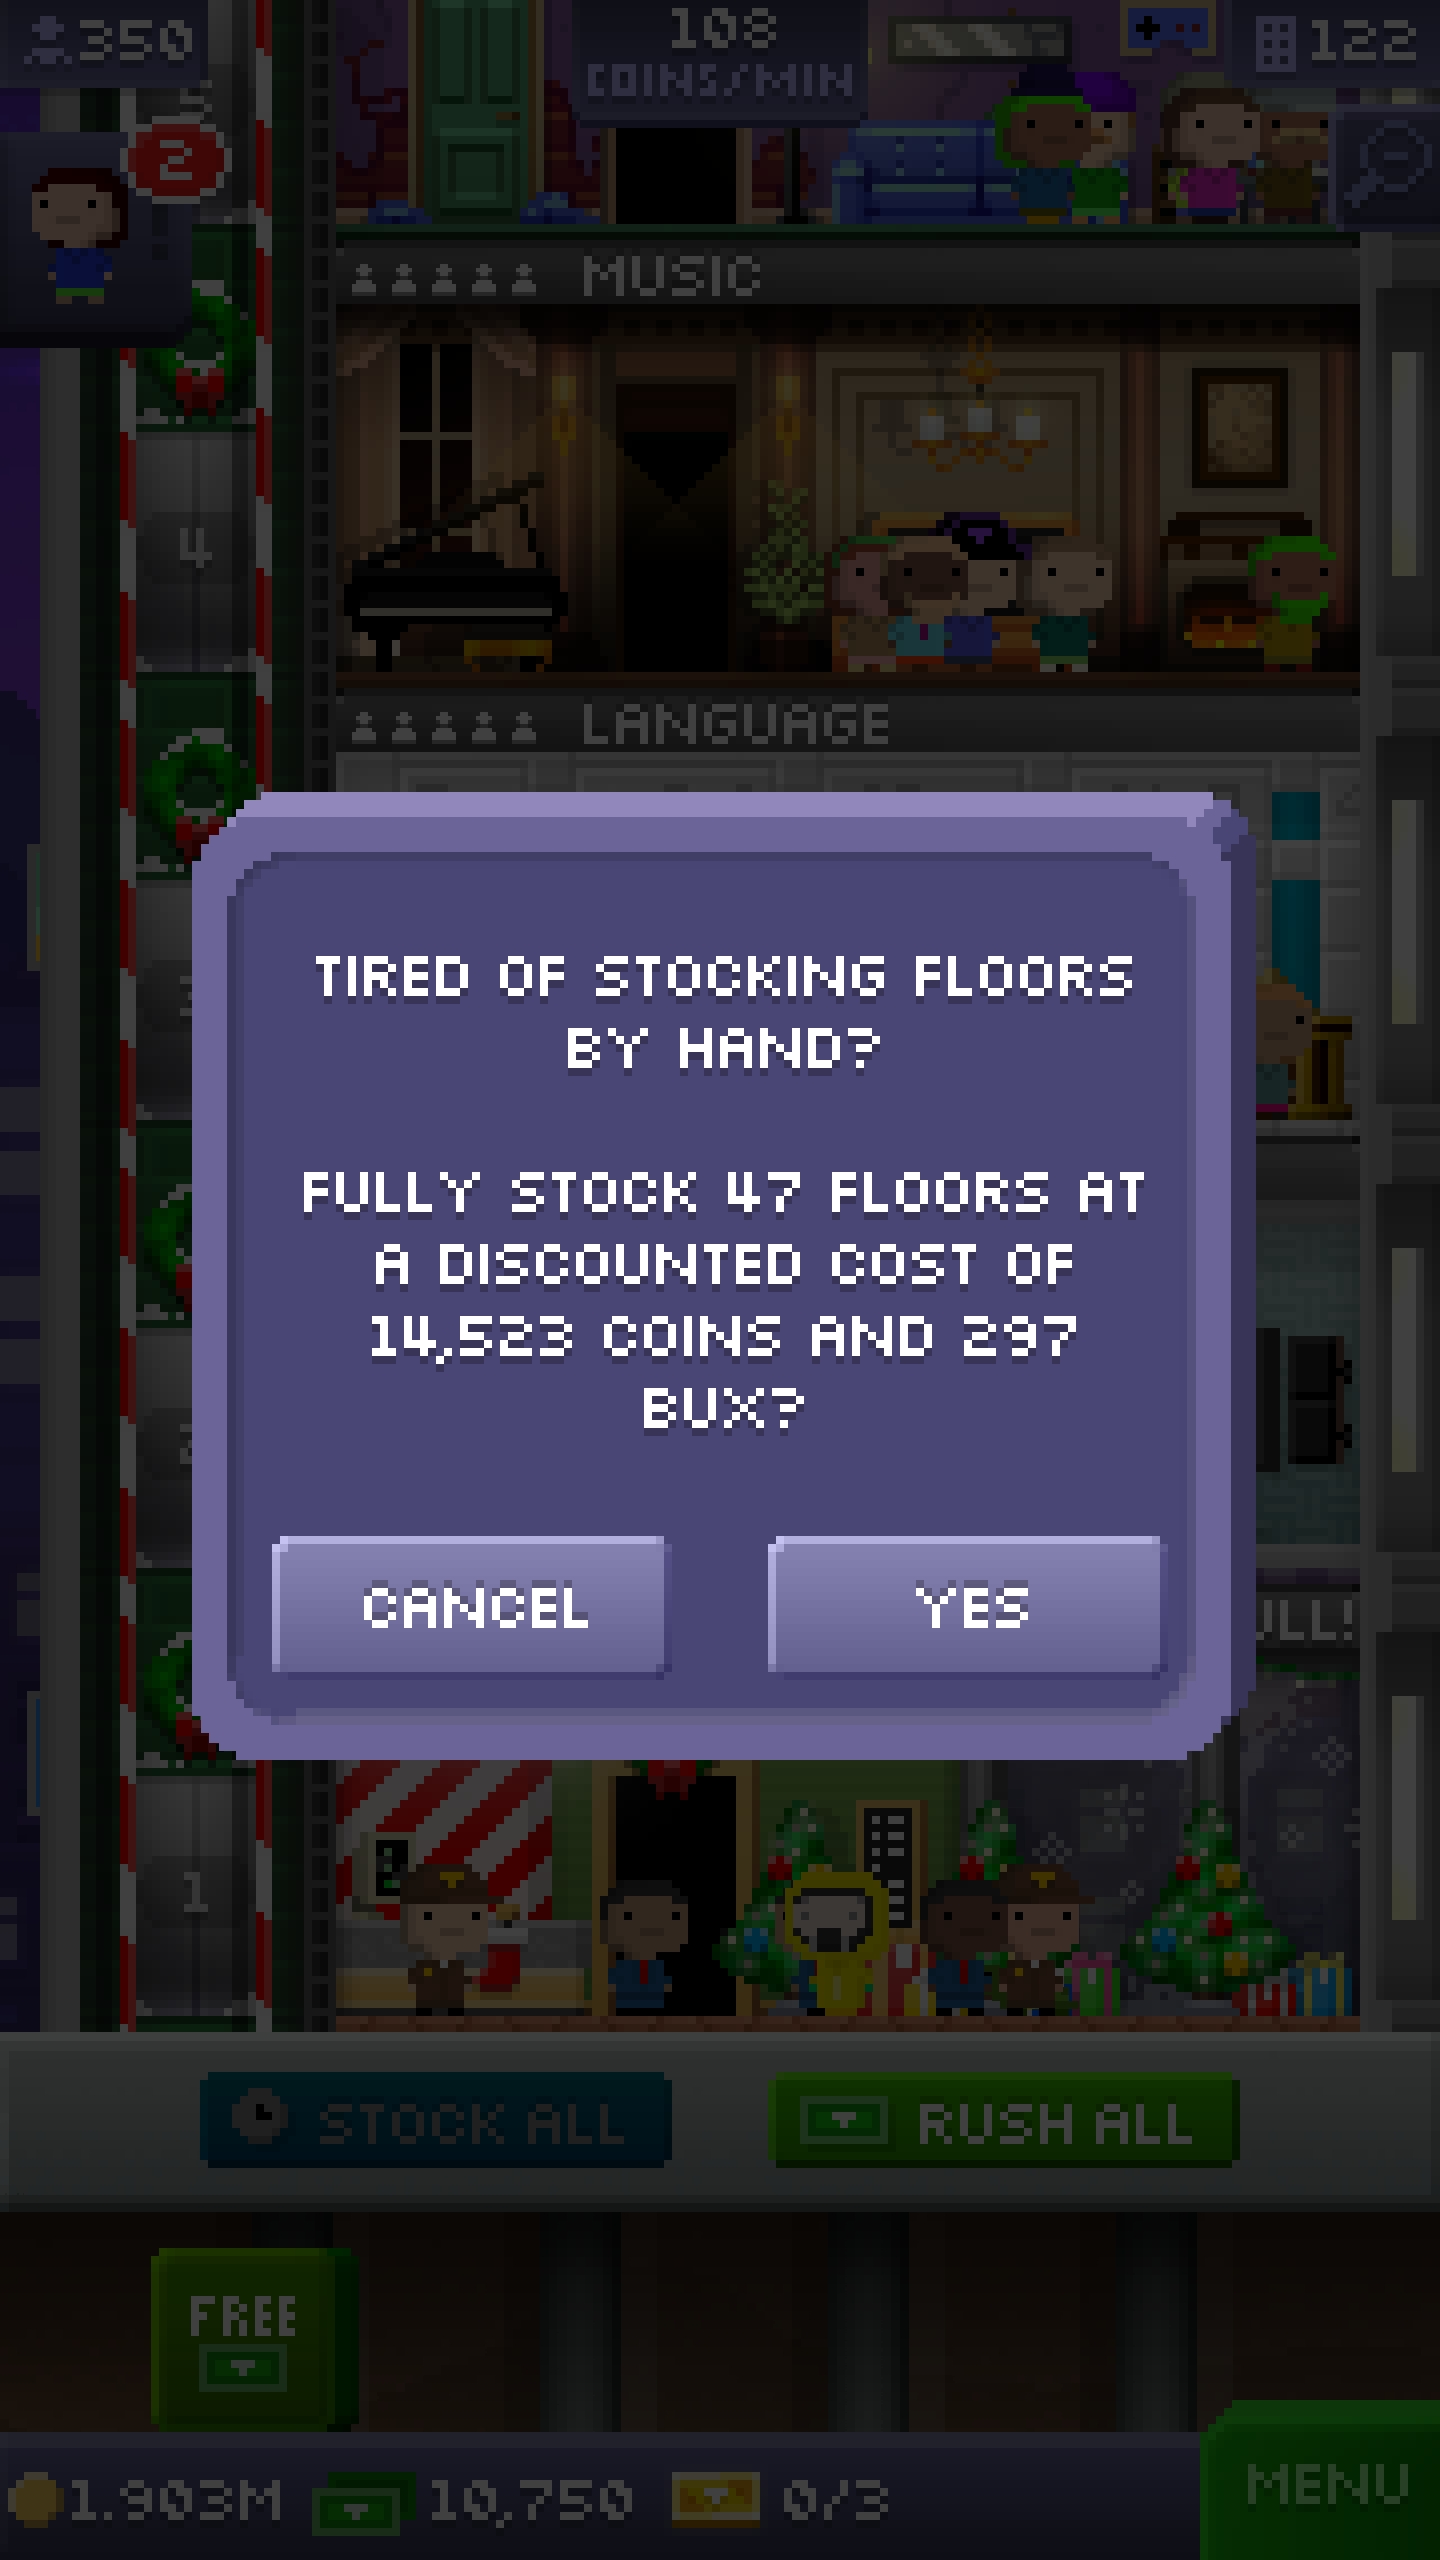 350
108
COINS/MIN
122
5
2
MUSIC
4
LANGUAGE
TIRED OF STOCKING FLOORS
BY HAND?
FULLY STOCK 47 FLOORS AT
A DISCOUNTED COST OF
14,523 COINS AND 297
BUX?
CANCEL
YES
1
STOCK ALL
RUSH ALL
FREE
1.903M
10,750
0/3
MENU